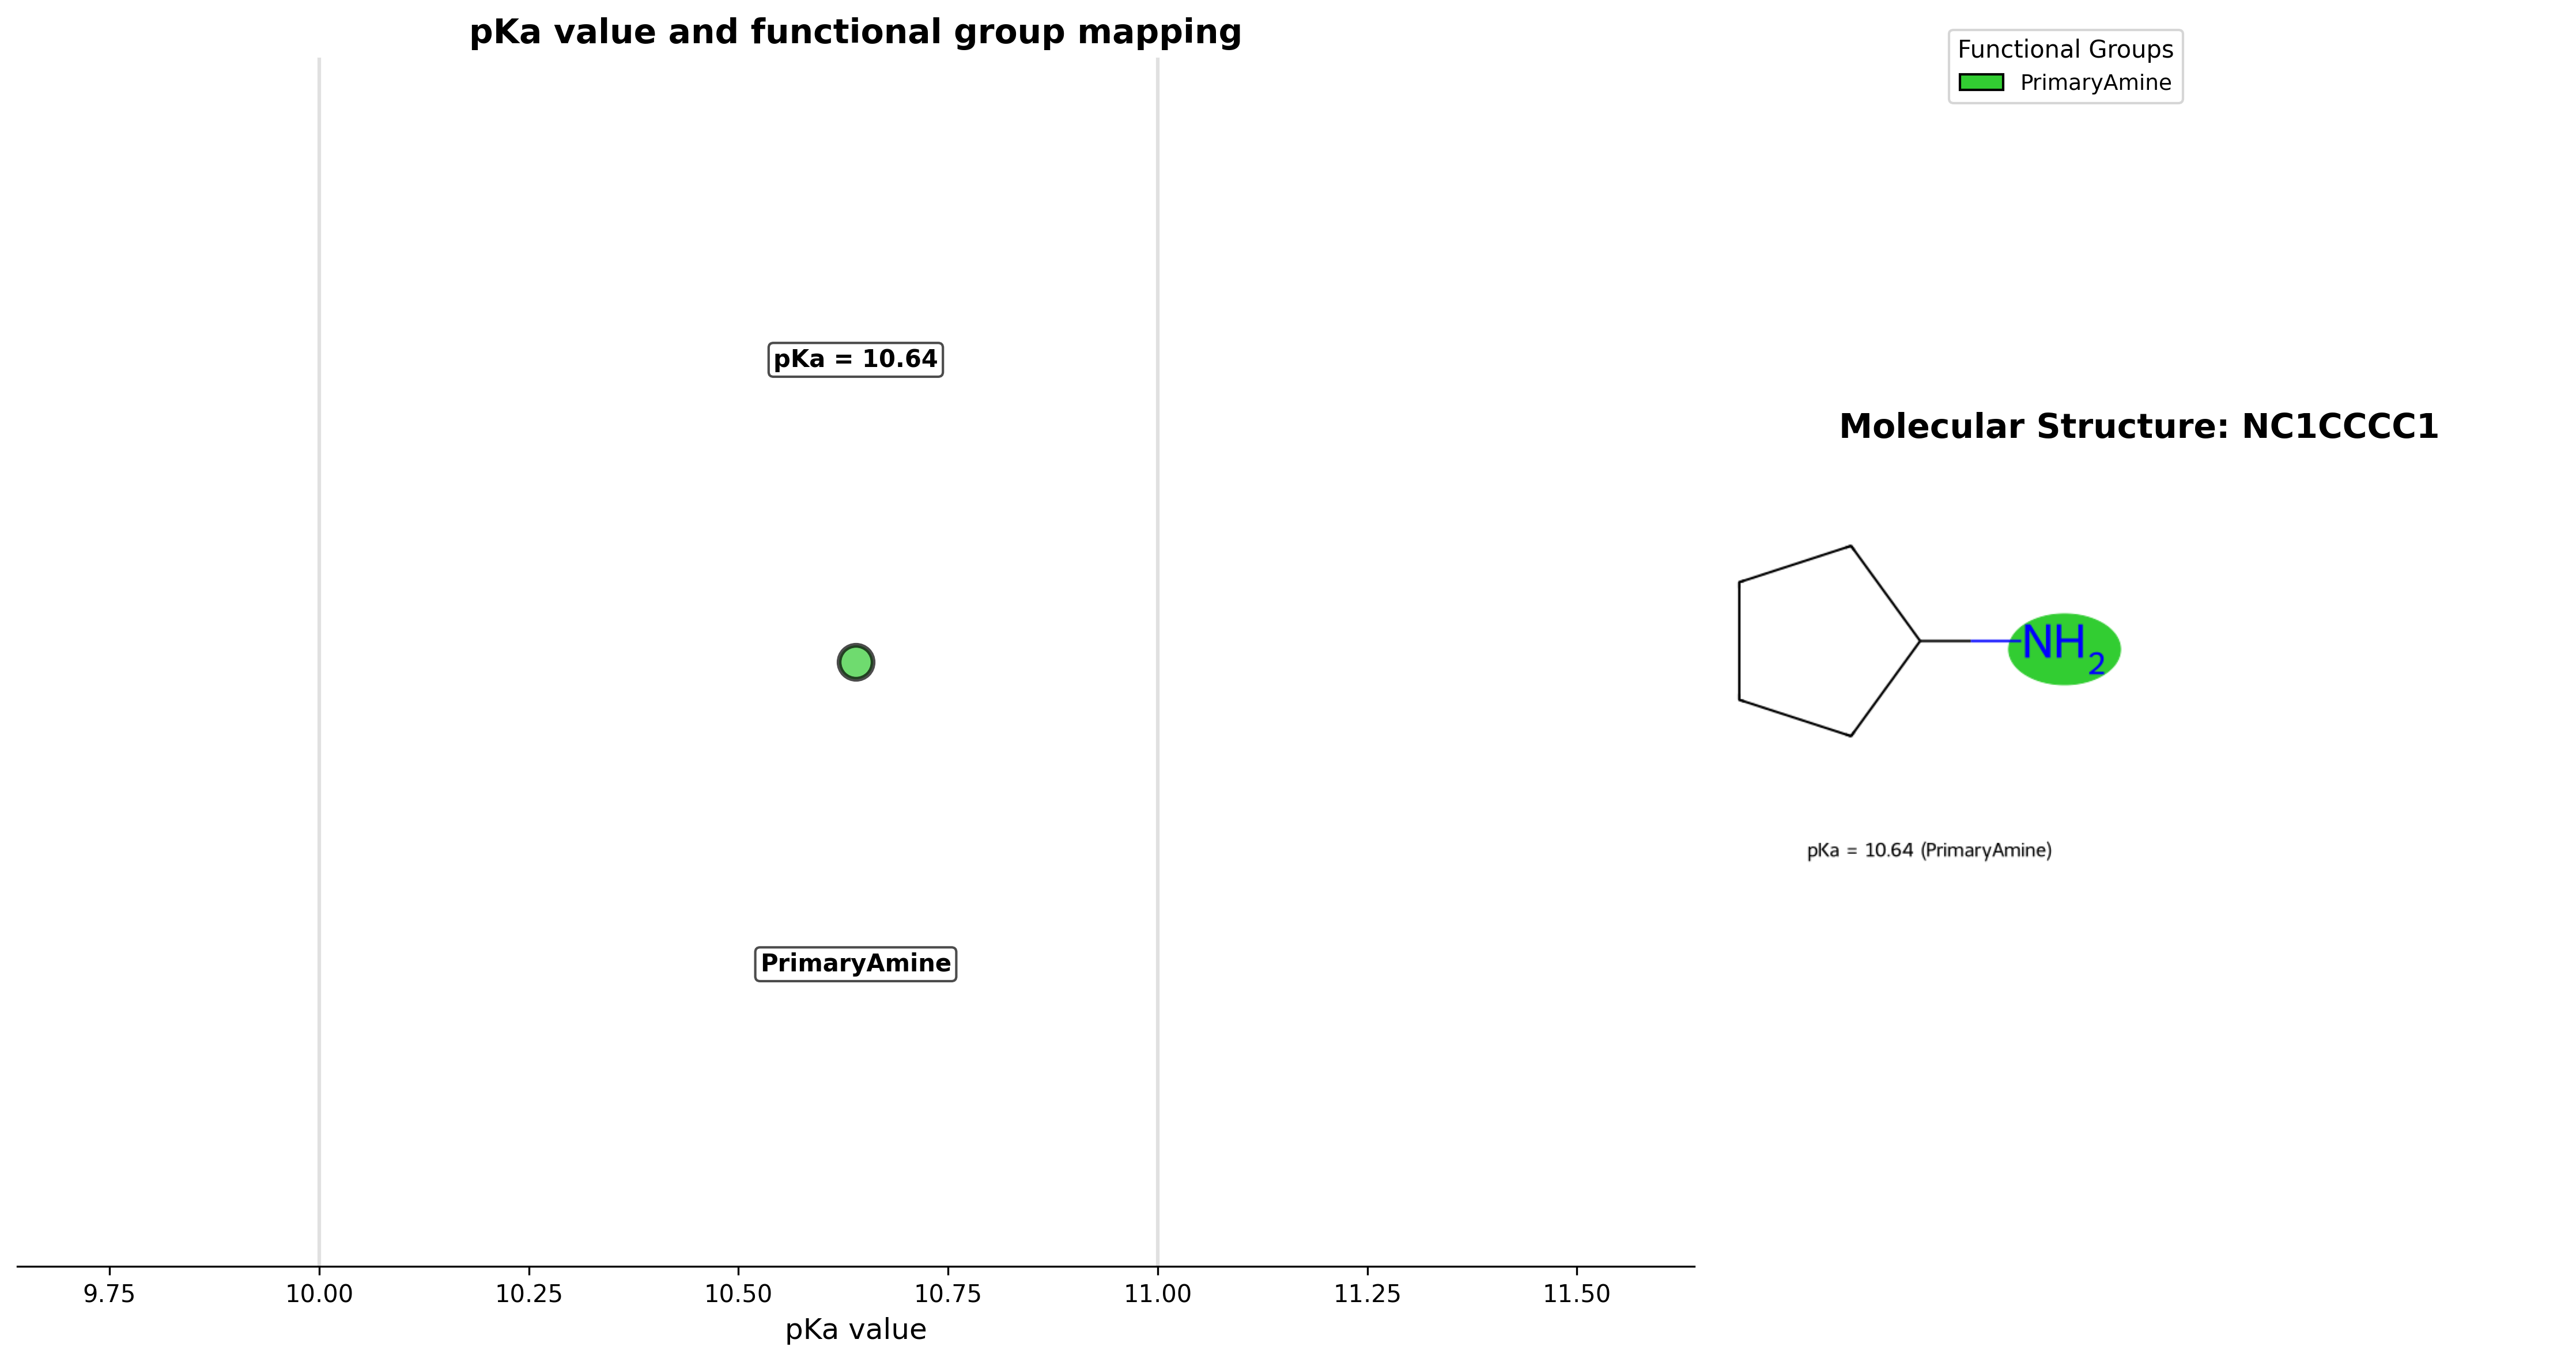 pKa value and functional group mapping
Functional Groups
PrimaryAmine
pKa = 10.64
Molecular Structure: NC1CCCC1
NH2
pKa = 10.64 (PrimaryAmine)
PrimaryAmine
9.75 10.00 10.25 10.50 10.75 11.00 11.25 11.50
pKa value